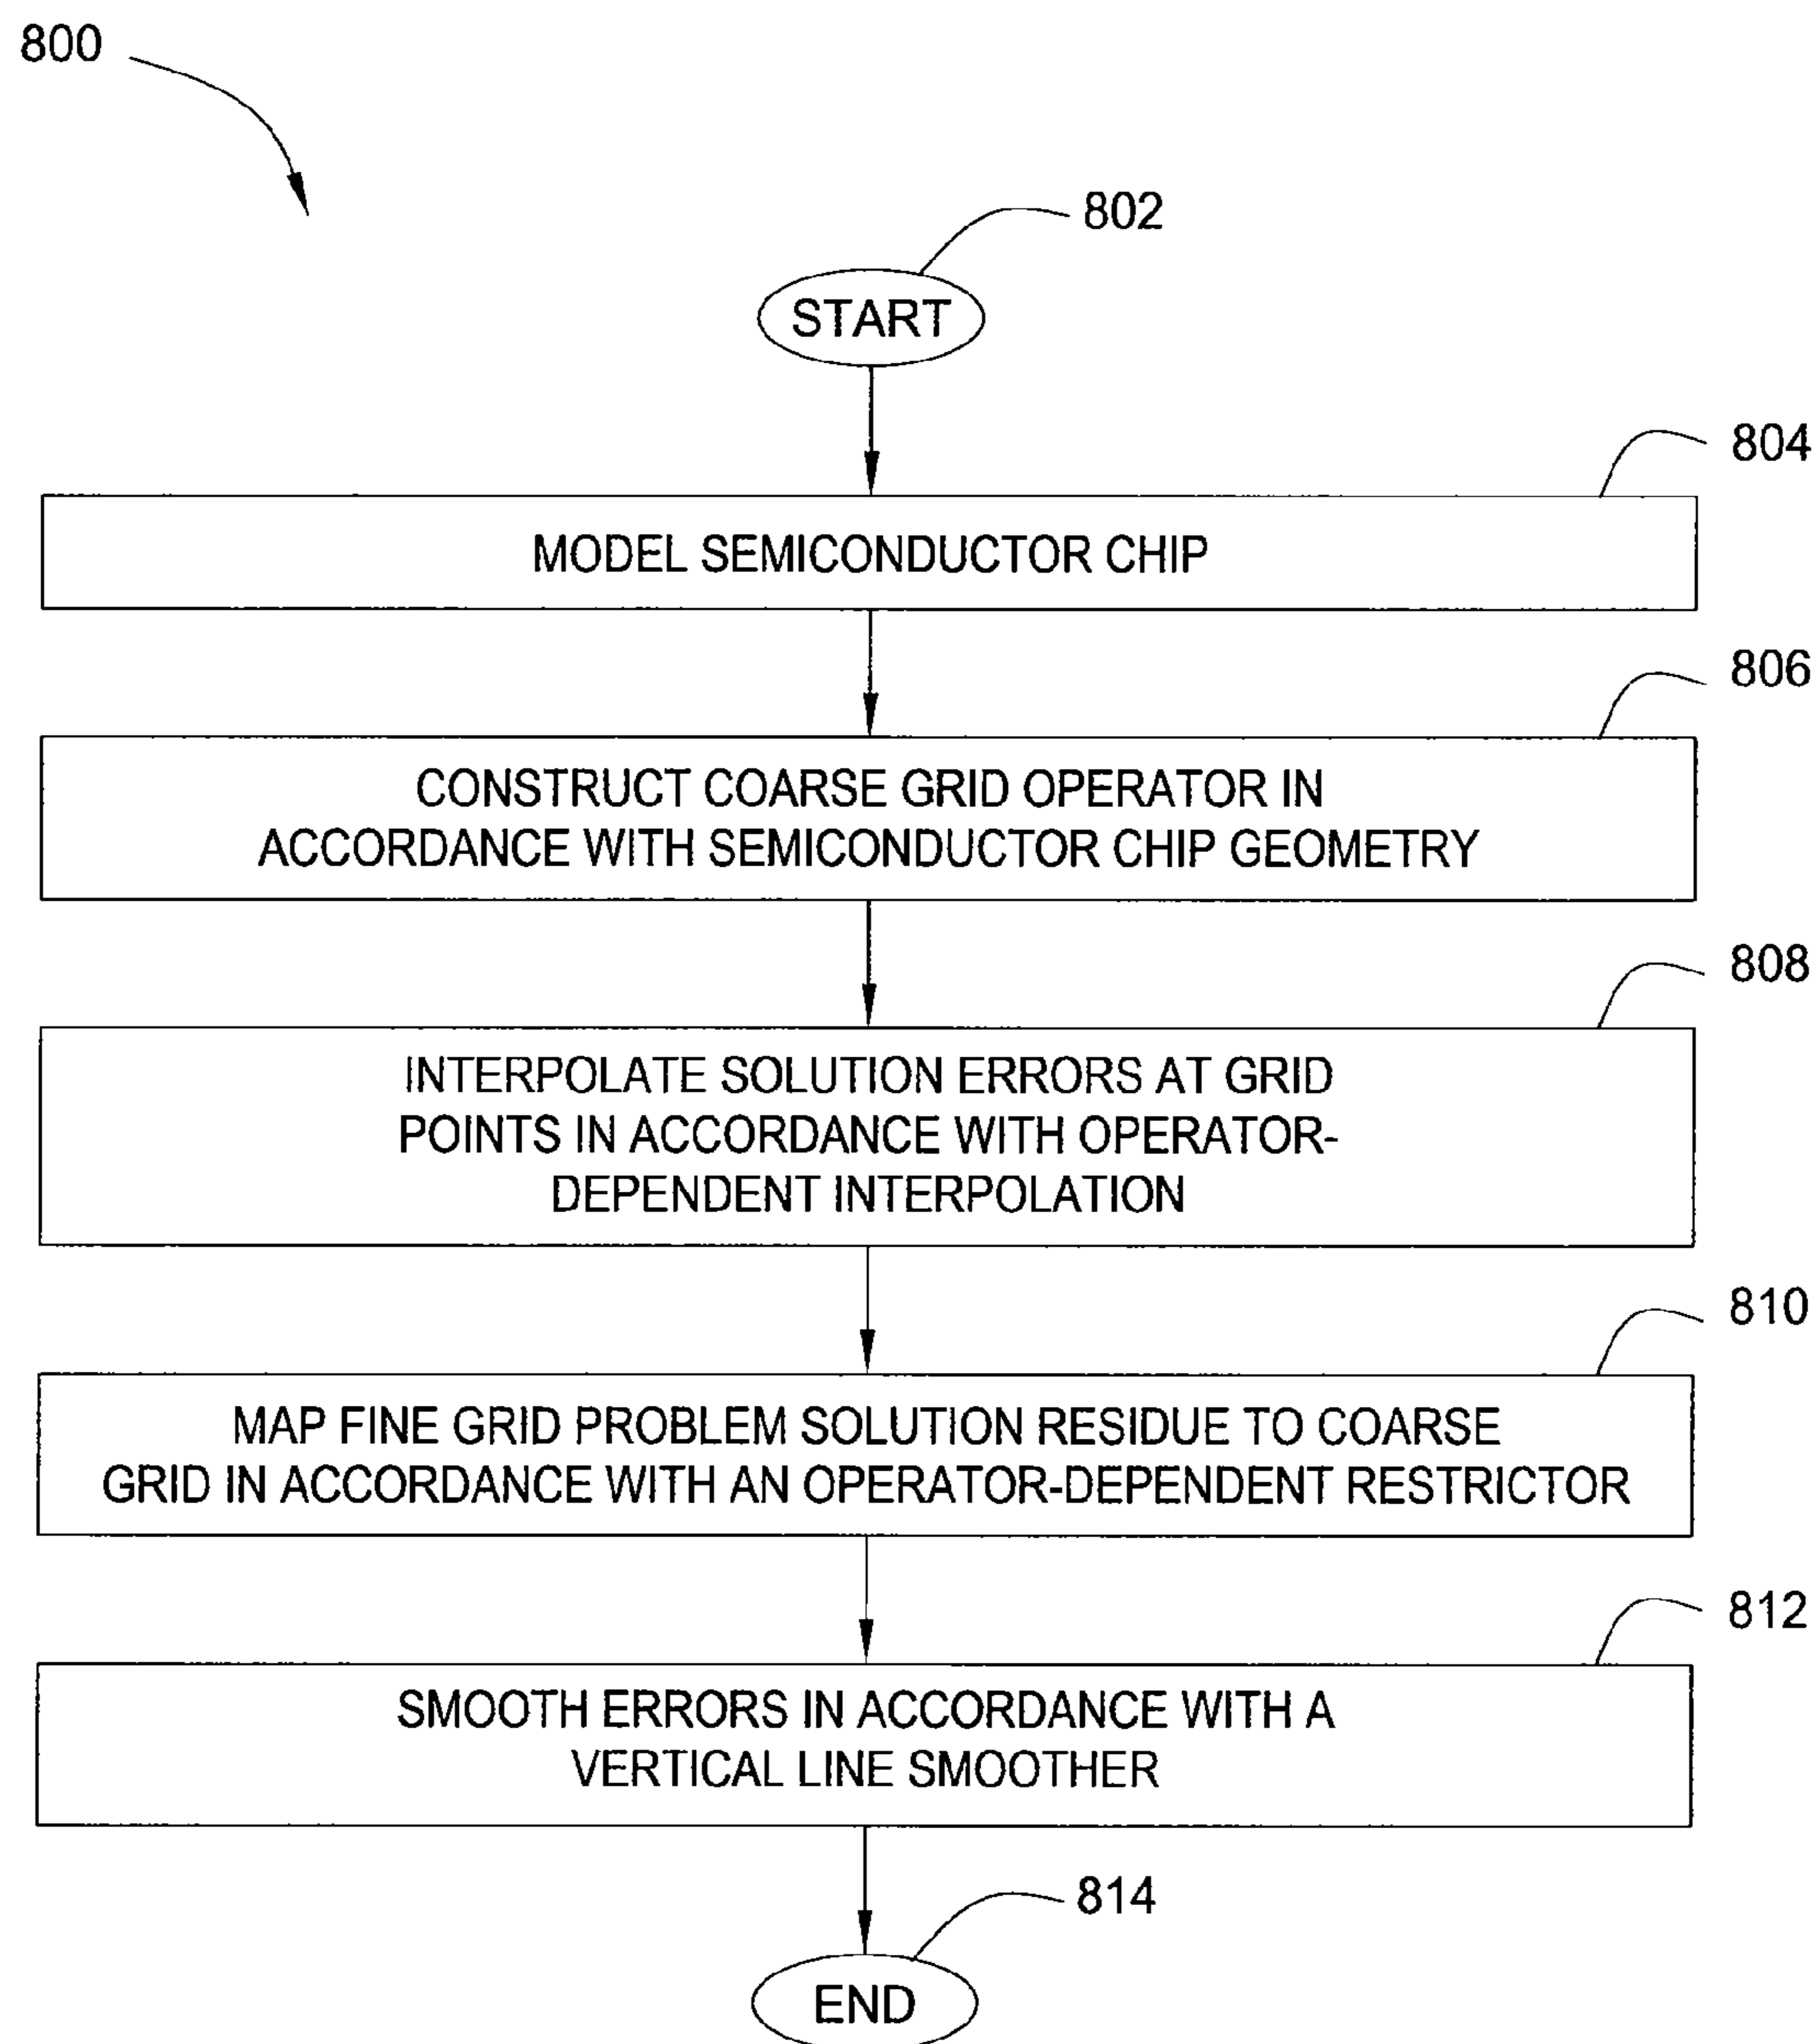 800
802
START
804
MODEL SEMICONDUCTOR CHIP
806
CONSTRUCT COARSE GRID OPERATOR IN
ACCORDANCE WITH SEMICONDUCTOR CHIP GEOMETRY
808
INTERPOLATE SOLUTION ERRORS AT GRID
POINTS IN ACCORDANCE WITH OPERATOR-
DEPENDENT INTERPOLATION
810
MAP FINE GRID PROBLEM SOLUTION RESIDUE TO COARSE
GRID IN ACCORDANCE WITH AN OPERATOR-DEPENDENT RESTRICTOR
812
SMOOTH ERRORS IN ACCORDANCE WITH A
VERTICAL LINE SMOOTHER
814
END